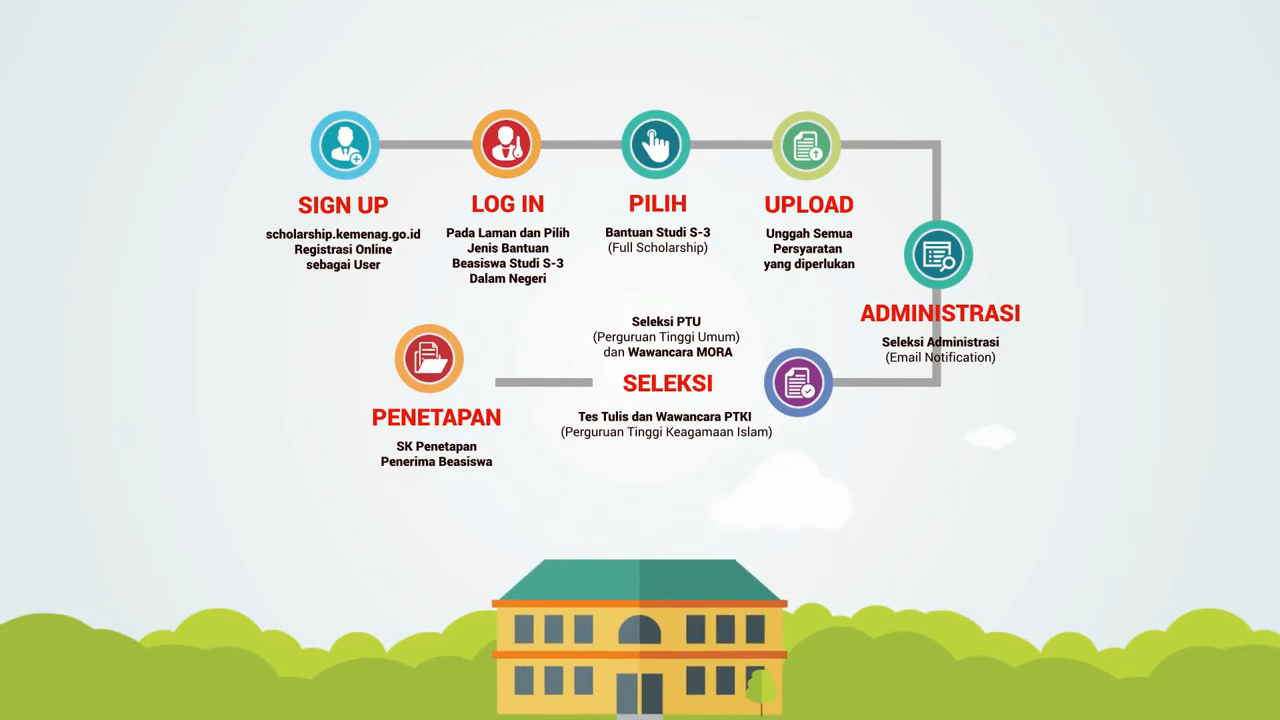 SIGN UP
scholarship.kemenag.go.id
Registrasi Online
sebagai User
LOG IN
Pada Laman dan Pilih
Jenis Bantuan
Beasiswa Studi S-3
Dalam Negeri
PILIH
Bantuan Studi S-3
(Full Scholarship)
UPLOAD
Unggah Semua
Persyaratan
yang diperlukan
ADMINISTRASI
Seleksi Administrasi
(Email Notification)
Seleksi PTU
(Perguruan Tinggi Umum)
dan Wawancara MORA
SELEKSI
Tes Tulis dan Wawancara PTKI
(Perguruan Tinggi Keagamaan Islam)
PENETAPAN
SK Penetapan
Penerima Beasiswa